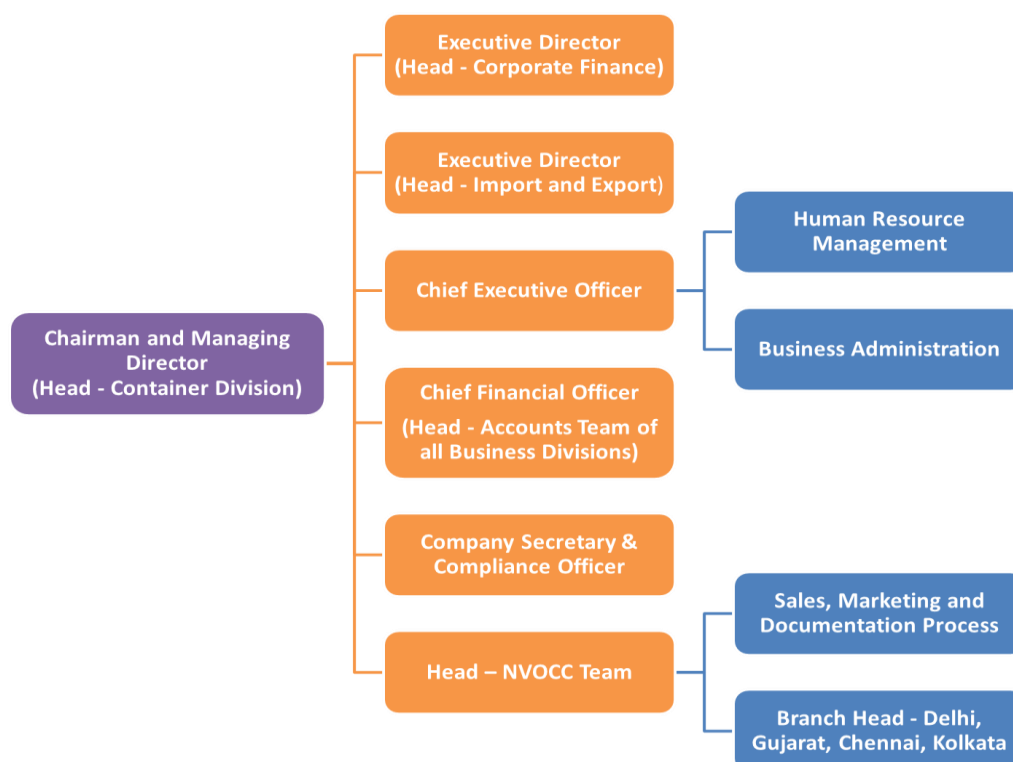 Executive Director
(Head - Corporate Finance)
Executive Director
(Head - Import and Export)
Human Resource
Management
Chief Executive Officer
Chairman and Managing
Director
(Head - Container Division)
Business Administration
Chief Financial Officer
(Head - Accounts Team of
all Business Divisions)
Company Secretary &
Compliance Officer
Sales, Marketing and
Documentation Process
Head – NVOCC Team
Branch Head - Delhi,
Gujarat, Chennai, Kolkata